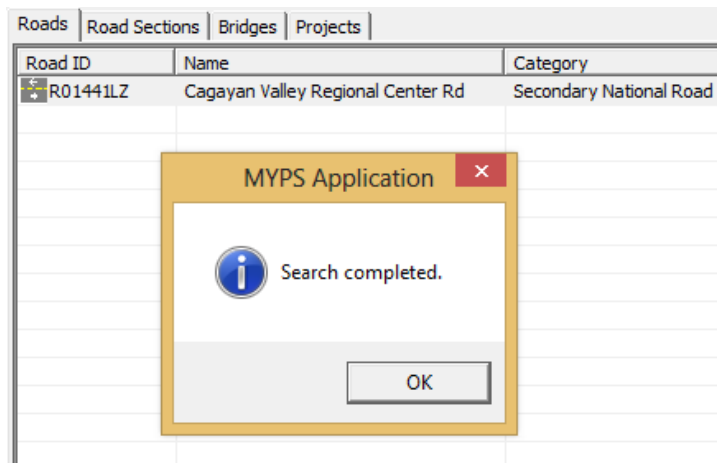 Roads Road Sections Bridges Projects
Road ID Name Category
R01441LZ Cagayan Valley Regional Center Rd Secondary National Road
MYPS Application
Search completed.
OK